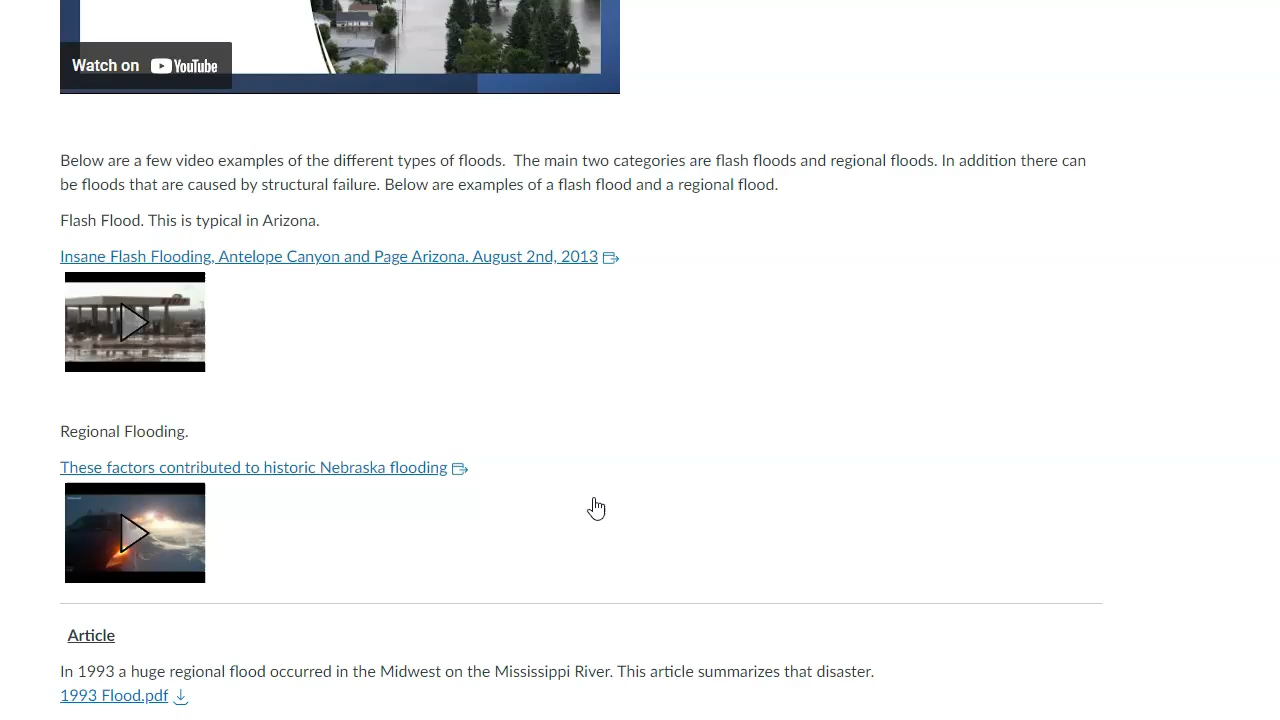 Watch on YouTube
Below are a few video examples of the different types of floods.  The main two categories are flash floods and regional floods. In addition there can
be floods that are caused by structural failure. Below are examples of a flash flood and a regional flood.
Flash Flood. This is typical in Arizona.
Insane Flash Flooding, Antelope Canyon and Page Arizona. August 2nd, 2013
Regional Flooding.
These factors contributed to historic Nebraska flooding
Article
In 1993 a huge regional flood occurred in the Midwest on the Mississippi River. This article summarizes that disaster.
1993 Flood.pdf